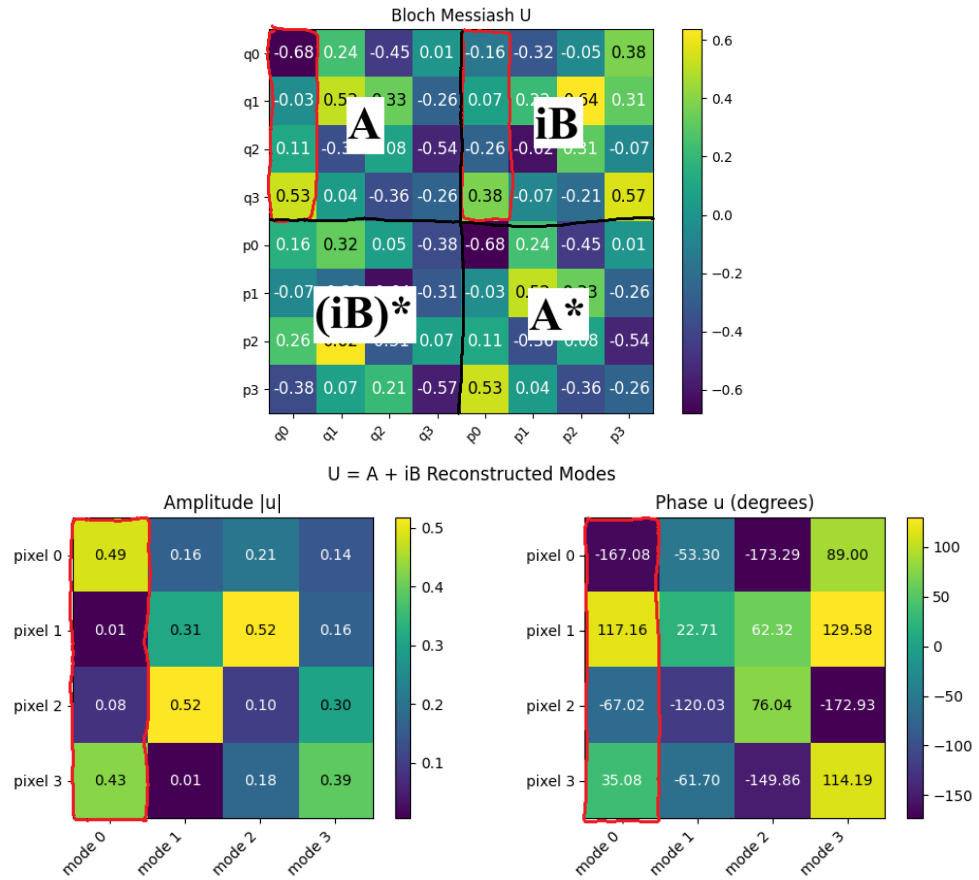 Bloch Messiash U
q0 -0.68 0.24 -0.45 0.01 -0.16 -0.32 -0.05 0.38 0.6
q1 -0.03 0.33 -0.26 0.07 0.31
A iB
q2 0.11 -0.54 -0.26 -0.07 0.4
q3 0.53 0.04 -0.36 -0.26 0.38 -0.07 -0.21 0.57 0.2
0.0
p0 0.16 0.32 0.05 -0.38 -0.68 0.24 -0.45 0.01 -0.2
p1 -0.07 -0.31 -0.03 -0.26
(iB)* A*
p2 0.26 0.07 0.11 -0.54 -0.4
p3 -0.38 0.07 0.21 -0.57 0.53 0.04 -0.36 -0.26 -0.6
q0 q1 q2 q3 p0 p1 p2 p3
U = A + iB Reconstructed Modes
Amplitude |u|
pixel 0 0.49 0.16 0.21 0.14 0.5
pixel 1 0.01 0.31 0.52 0.16 0.4
0.3
pixel 2 0.08 0.52 0.10 0.30 0.2
pixel 3 0.43 0.01 0.18 0.39 0.1
mode 0 mode 1 mode 2 mode 3
Phase u (degrees)
pixel 0 -167.08 -53.30 -173.29 89.00 100
pixel 1 117.16 22.71 62.32 129.58 50
0
pixel 2 -67.02 -120.03 76.04 -172.93 -50
-100
pixel 3 35.08 -61.70 -149.86 114.19 -150
mode 0 mode 1 mode 2 mode 3